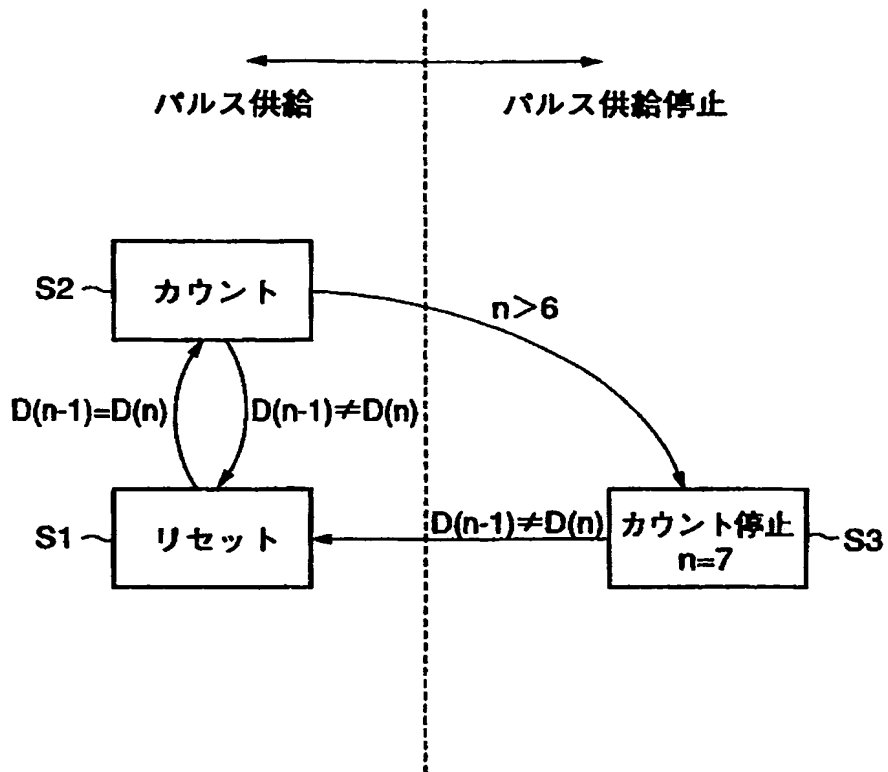 パルス供給
パルス供給停止
S2
カウント
n>6
D(n-1)=D(n)
D(n-1)≠D(n)
S1
リセット
D(n-1)≠D(n)
カウント停止
n=7
S3